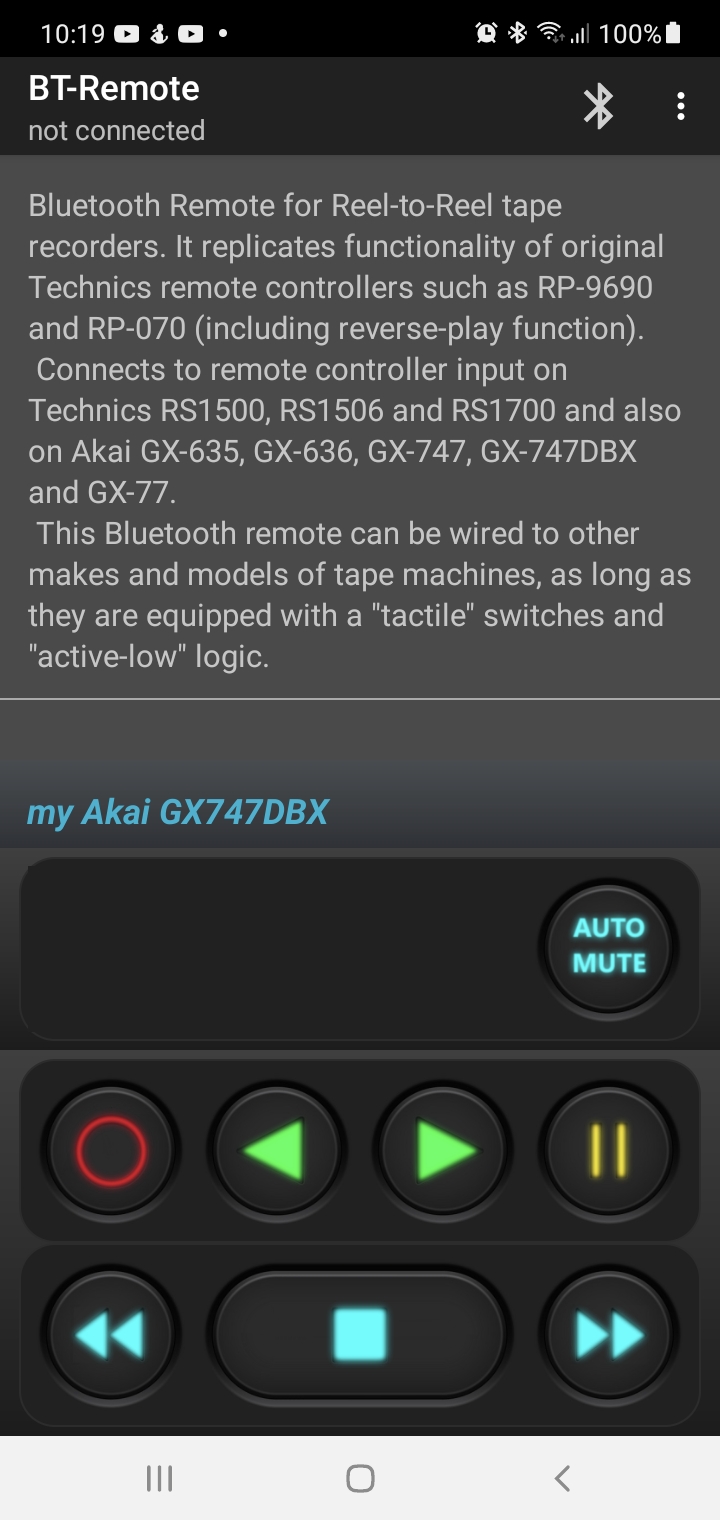 10:19
100%
BT-Remote
not connected
Bluetooth Remote for Reel-to-Reel tape
recorders. It replicates functionality of original
Technics remote controllers such as RP-9690
and RP-070 (including reverse-play function).
Connects to remote controller input on
Technics RS1500, RS1506 and RS1700 and also
on Akai GX-635, GX-636, GX-747, GX-747DBX
and GX-77.
This Bluetooth remote can be wired to other
makes and models of tape machines, as long as
they are equipped with a "tactile" switches and
"active-low" logic.
my Akai GX747DBX
AUTO
MUTE